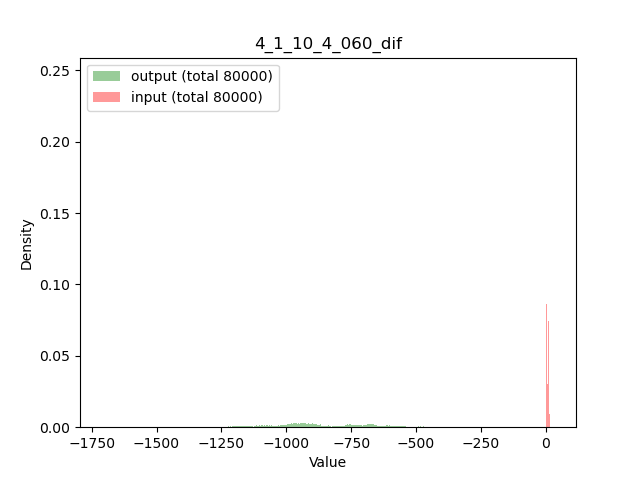 4_1_10_4_060_dif
output (total 80000)
input (total 80000)
Density
0.25
0.20
0.15
0.10
0.05
0.00
−1750 −1500 −1250 −1000 −750 −500 −250 0
Value